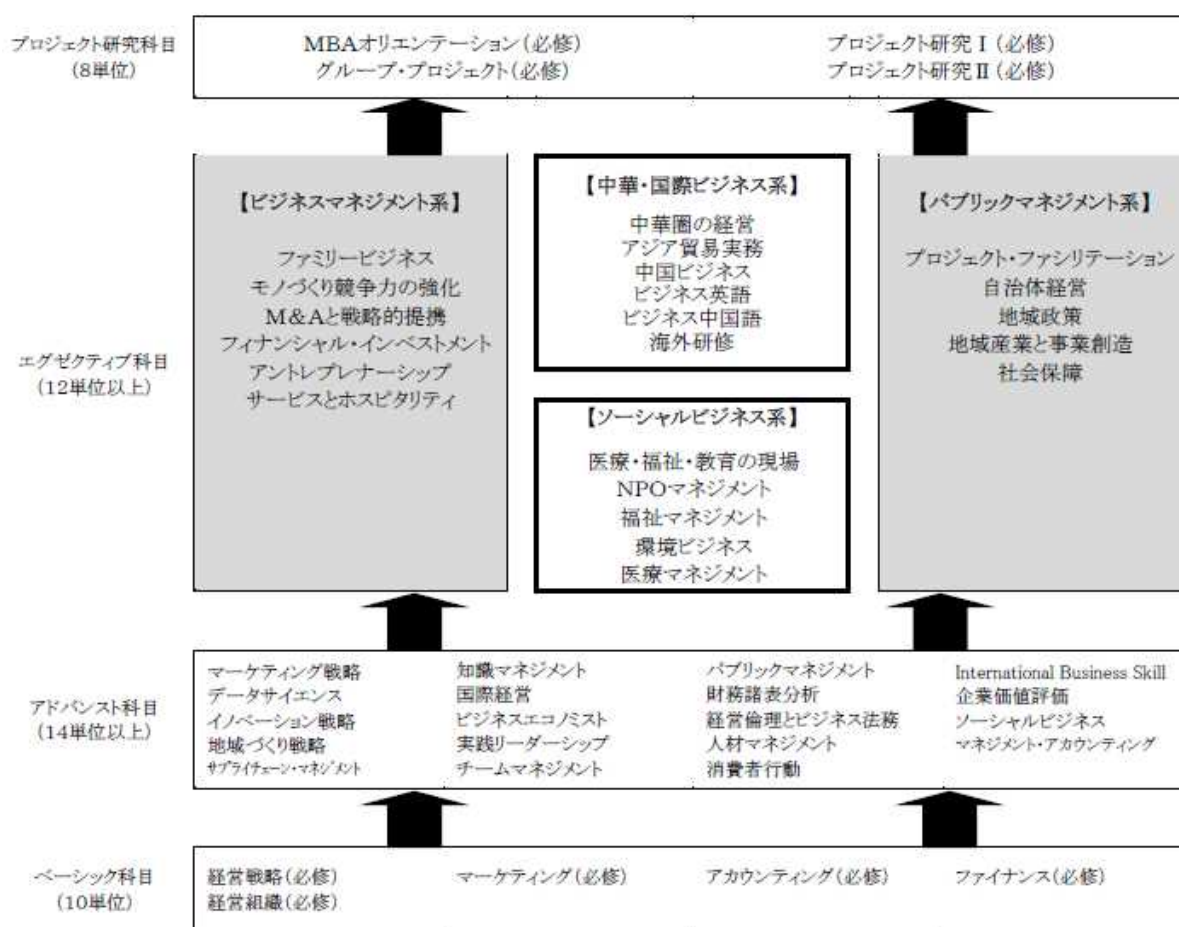 プロジェクト研究科目
(8単位)
MBAオリエンテーション(必修)
グループ・プロジェクト(必修)
プロジェクト研究Ⅰ(必修)
プロジェクト研究Ⅱ(必修)
エグゼクティブ科目
(12単位以上)
【ビジネスマネジメント系】
ファミリービジネス
モノづくり競争力の強化
M&Aと戦略的提携
フィナンシャル・インベストメント
アントレプレナーシップ
サービスとホスピタリティ
【中華・国際ビジネス系】
中華圏の経営
アジア貿易実務
中国ビジネス
ビジネス英語
ビジネス中国語
海外研修
【ソーシャルビジネス系】
医療・福祉・教育の現場
NPOマネジメント
福祉マネジメント
環境ビジネス
医療マネジメント
【パブリックマネジメント系】
プロジェクト・ファシリテーション
自治体経営
地域政策
地域産業と事業創造
社会保障
アドバンスト科目
(14単位以上)
マーケティング戦略
データサイエンス
イノベーション戦略
地域づくり戦略
サプライチェーン・マネジメント
知識マネジメント
国際経営
ビジネスエコノミスト
実践リーダーシップ
チームマネジメント
パブリックマネジメント
財務諸表分析
経営倫理とビジネス法務
人材マネジメント
消費者行動
International Business Skill
企業価値評価
ソーシャルビジネス
マネジメント・アカウンティング
ベーシック科目
(10単位)
経営戦略(必修)
経営組織(必修)
マーケティング(必修)
アカウンティング(必修)
ファイナンス(必修)